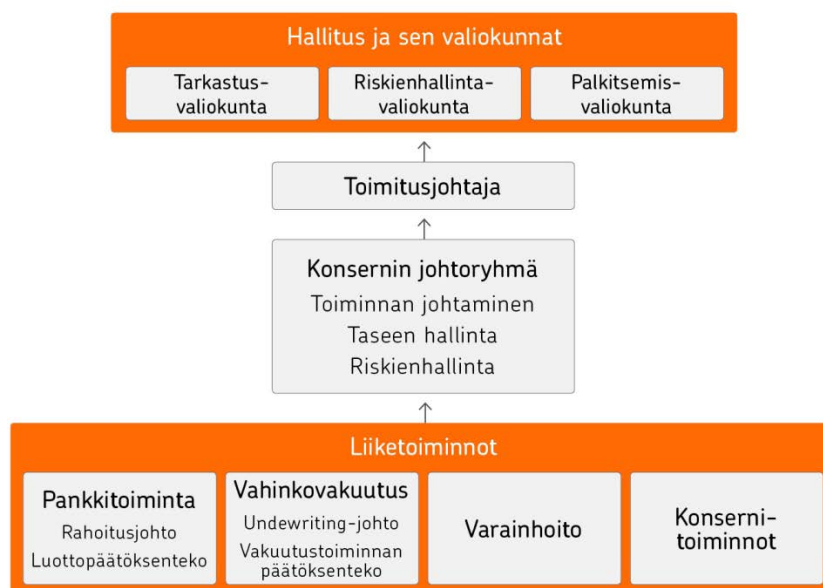 Hallitus ja sen valiokunnat
Tarkastus-
valiokunta
Riskienhallinta-
valiokunta
Palkitsemis-
valiokunta
Toimitusjohtaja
Konsernin johtoryhmä
Toiminnan johtaminen
Taseen hallinta
Riskienhallinta
Liiketoiminnot
Pankkitoiminta
Rahoitusjohto
Luottopäätöksenteko
Vahinkovakuutus
Undewriting-johto
Vakuutustoiminnan
päätöksenteko
Varainhoito
Konserni-
toiminnot